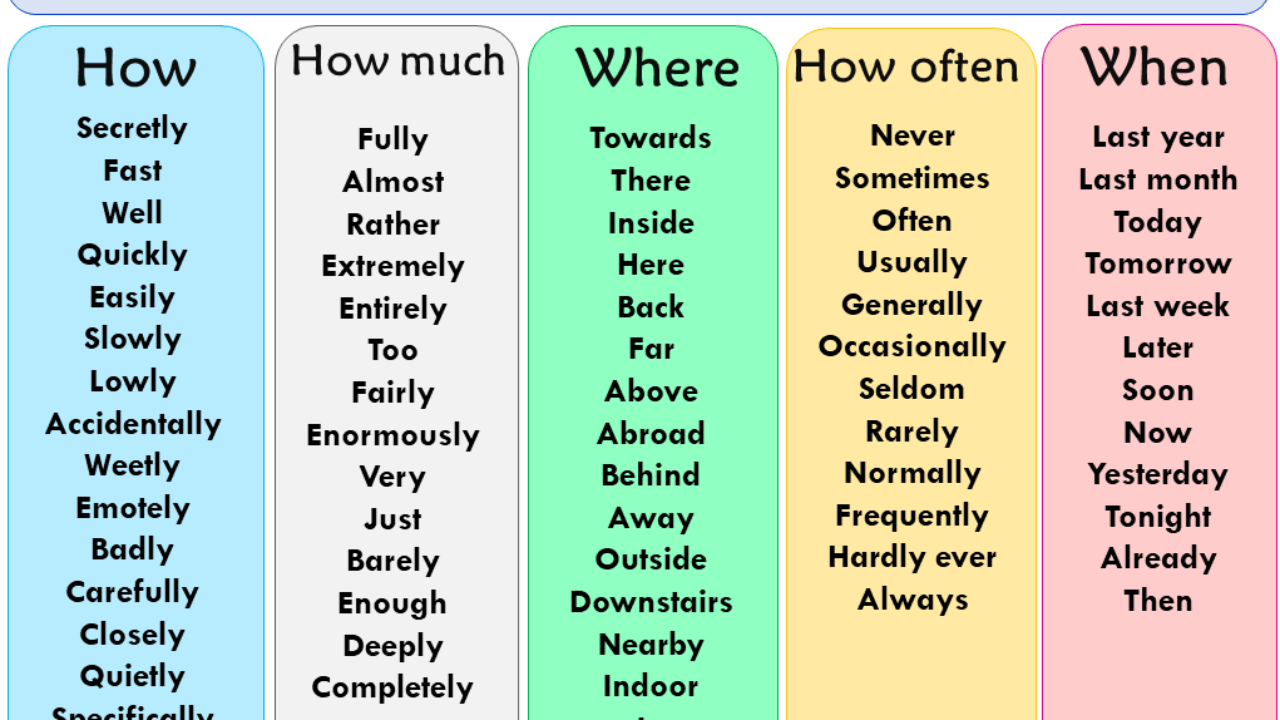 How
Secretly
Fast
Well
Quickly
Easily
Slowly
Lowly
Accidentally
Weetly
Emotely
Badly
Carefully
Closely
Quietly
Specifically
How much
Fully
Almost
Rather
Extremely
Entirely
Too
Fairly
Enormously
Very
Just
Barely
Enough
Deeply
Completely
Where
Towards
There
Inside
Here
Back
Far
Above
Abroad
Behind
Away
Outside
Downstairs
Nearby
Indoor
How often
Never
Sometimes
Often
Usually
Generally
Occasionally
Seldom
Rarely
Normally
Frequently
Hardly ever
Always
When
Last year
Last month
Today
Tomorrow
Last week
Later
Soon
Now
Yesterday
Tonight
Already
Then